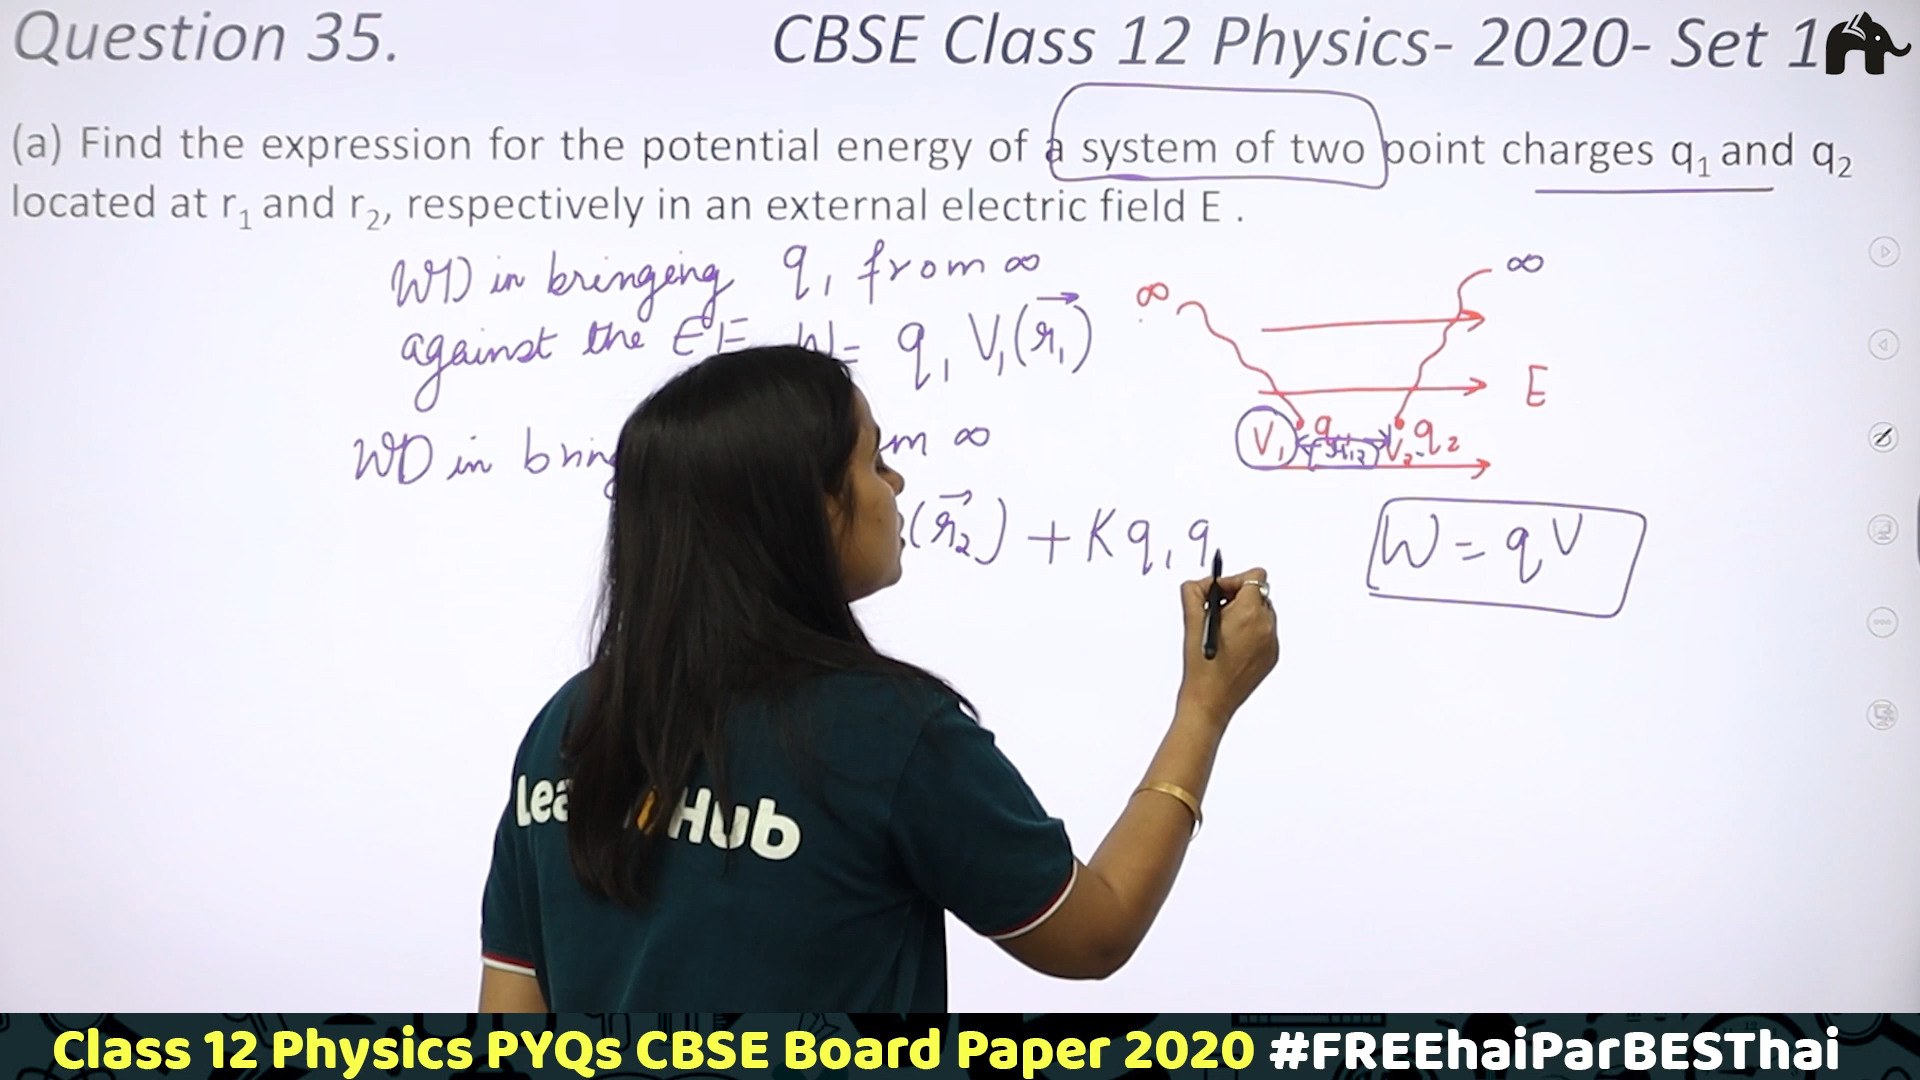 Question 35.
CBSE Class 12 Physics- 2020- Set 1
(a) Find the expression for the potential energy of a system of two point charges q₁ and q₂
located at r₁ and r₂, respectively in an external electric field E .
WD in bringeng q₁ from ∞
against the EF W = q₁ V₁(r₁)
WD in bring m ∞
(r₂) + K q₁ q
∞
∞
E
V₁ q r₁₂ V₂ q₂
W = qV
Lea Hub
Class 12 Physics PYQs CBSE Board Paper 2020 #FREEhaiParBESThai